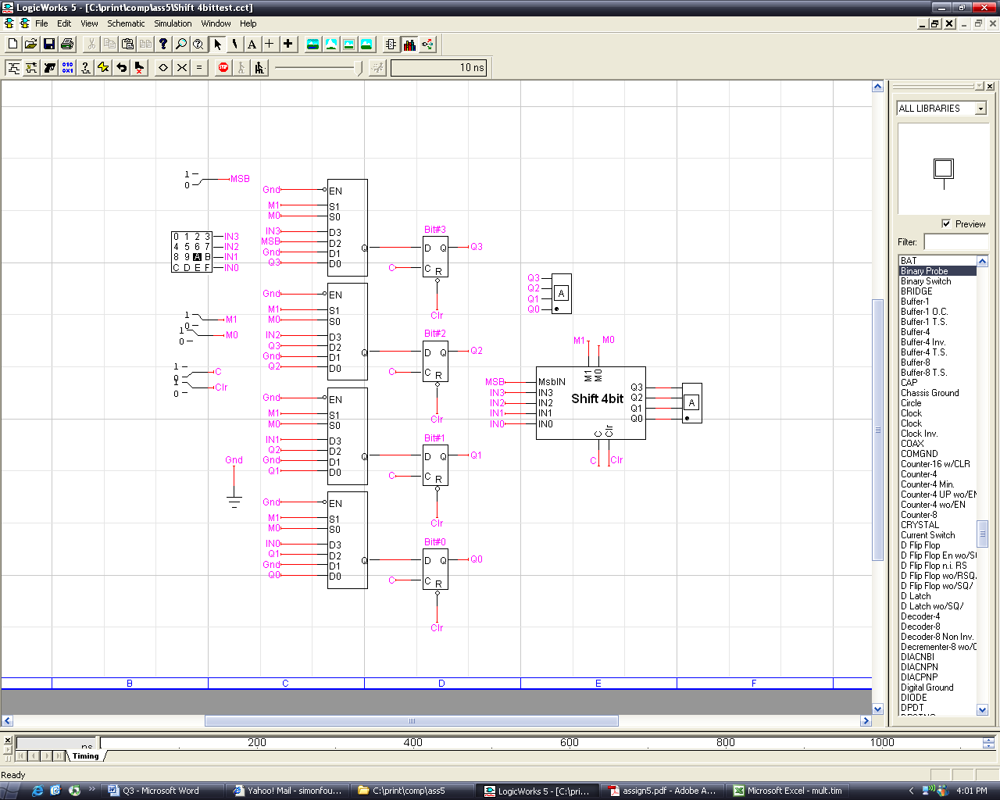 LogicWorks 5 - [C:\print\comp\ass5\Shift 4bittest.cct]
File Edit View Schematic Simulation Window Help
10 ns
ALL LIBRARIES
Preview
Filter:
BAT
Binary Probe
Binary Switch
BRIDGE
Buffer-1
Buffer-1 O.C.
Buffer-1 T.S.
Buffer-4
Buffer-4 Inv.
Buffer-4 T.S.
Buffer-8
Buffer-8 T.S.
CAP
Chassis Ground
Circle
Clock
Clock
Clock Inv.
COAX
COMGND
Counter-16 w/CLR
Counter-4
Counter-4 Min.
Counter-4 UP wo/EN
Counter-4 wo/EN
Counter-8
CRYSTAL
Current Switch
D Flip Flop
D Flip Flop En wo/S
D Flip Flop n.i. RS
D Flip Flop wo/RSQ
D Flip Flop wo/SQ/
D Latch
D Latch wo/SQ/
Decoder-4
Decoder-8
Decoder-8 Non Inv.
Decrementer-8 wo/
DIACNBI
DIACNPN
DIACPNP
Digital Ground
DIODE
DPDT
1
0
MSB
0 1 2 3 IN3
4 5 6 7 IN2
8 9 A B IN1
C D E F IN0
1
0
M1
1
0
M0
1
0
C
1
0
Clr
Gnd
Gnd EN
M1 S1
M0 S0
IN3 D3
MSB D2
Gnd D1
Q3 D0
Q
Bit#3
D Q Q3
C C R
Clr
Gnd EN
M1 S1
M0 S0
IN2 D3
Q3 D2
Gnd D1
Q2 D0
Q
Bit#2
D Q Q2
C C R
Clr
Gnd EN
M1 S1
M0 S0
IN1 D3
Q2 D2
Gnd D1
Q1 D0
Q
Bit#1
D Q Q1
C C R
Clr
Gnd EN
M1 S1
M0 S0
IN0 D3
Q1 D2
Gnd D1
Q0 D0
Q
Bit#0
D Q Q0
C C R
Clr
Q3
Q2
Q1
Q0
A
M1 M0
M1 M0
MSB MsbIN
IN3 IN3
IN2 IN2
IN1 IN1
IN0 IN0
Shift 4bit
Q3
Q2
Q1
Q0
A
C Clr
C Clr
B C D E F
ns 200 400 600 800 1000
Timing
Ready
Q3 - Microsoft Word
Yahoo! Mail - simonfou...
C:\print\comp\ass5
LogicWorks 5 - [C:\pri...
assign5.pdf - Adobe A...
Microsoft Excel - mult.tim
4:01 PM